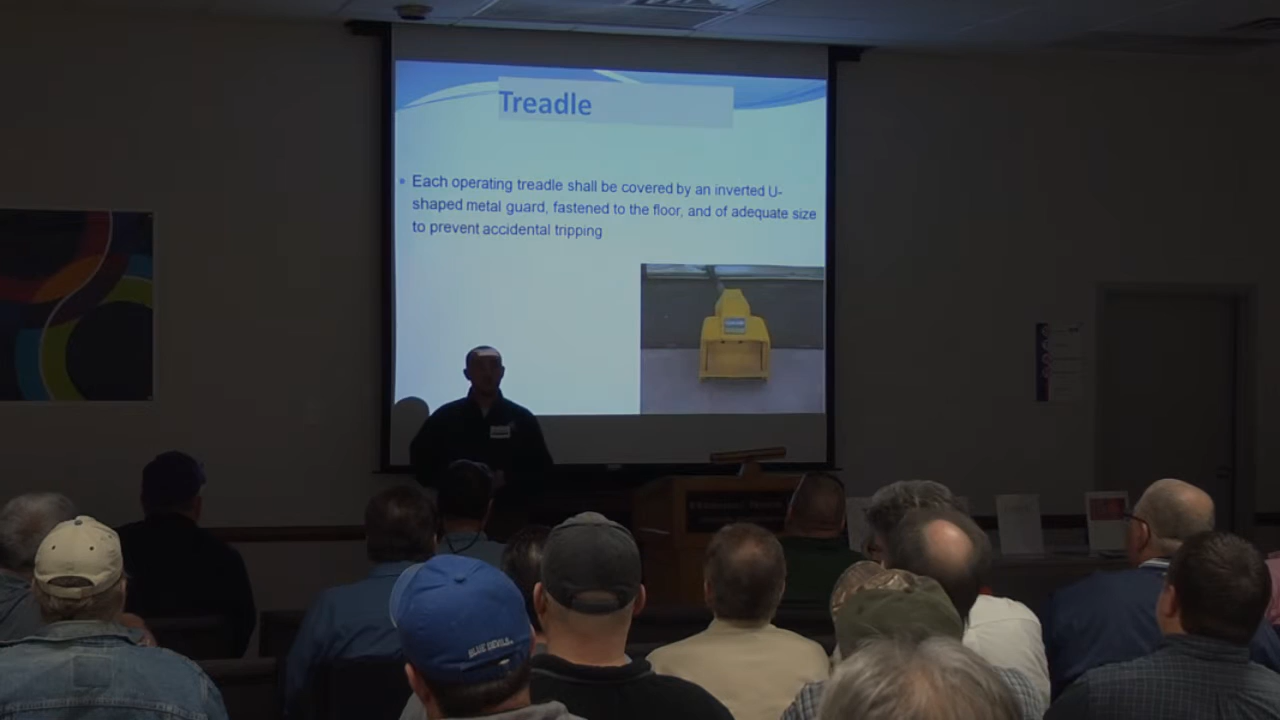 Treadle
• Each operating treadle shall be covered by an inverted U-
shaped metal guard, fastened to the floor, and of adequate size
to prevent accidental tripping
BLUE DEVILS